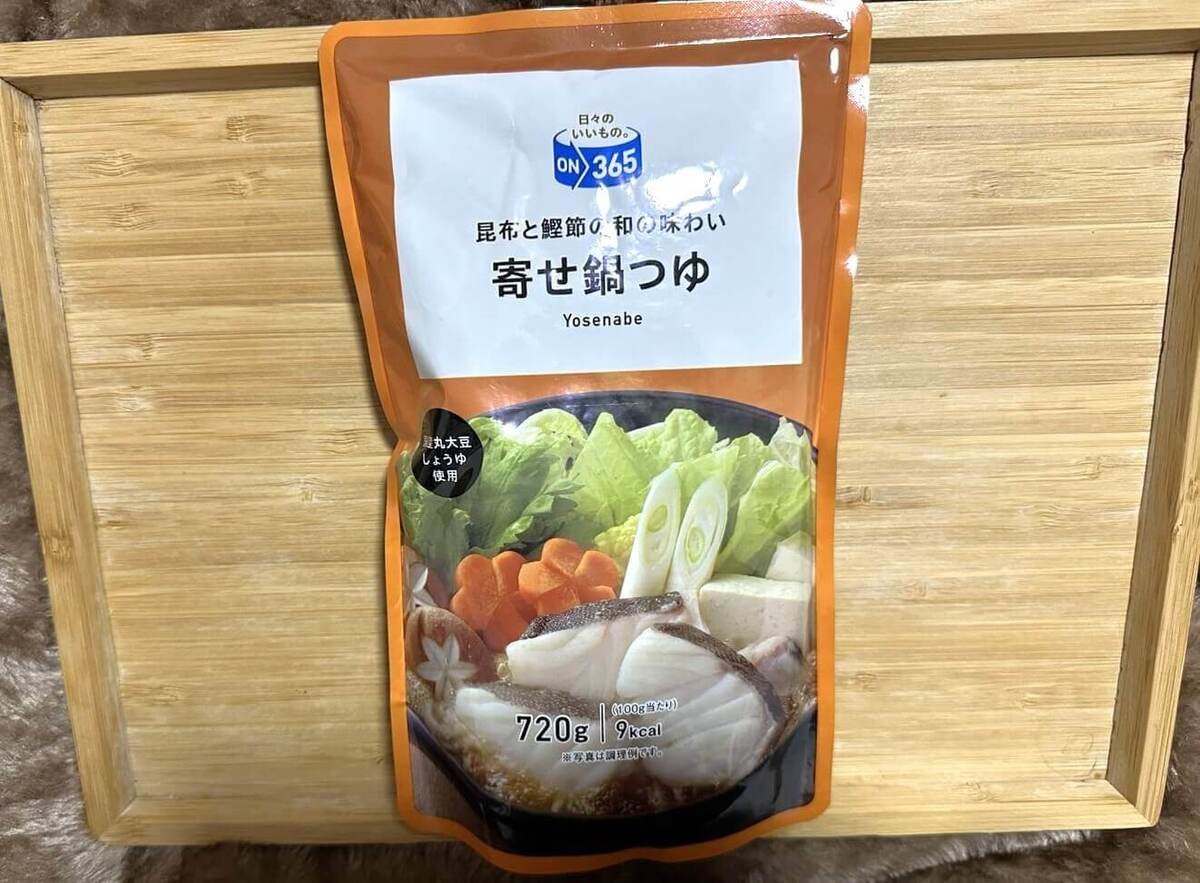 日々の
いいもの。
ON 365
昆布と鰹節の和の味わい
寄せ鍋つゆ
Yosenabe
丸大豆
しょうゆ
使用
720g
(100g当たり)
9kcal
※写真は調理例です。